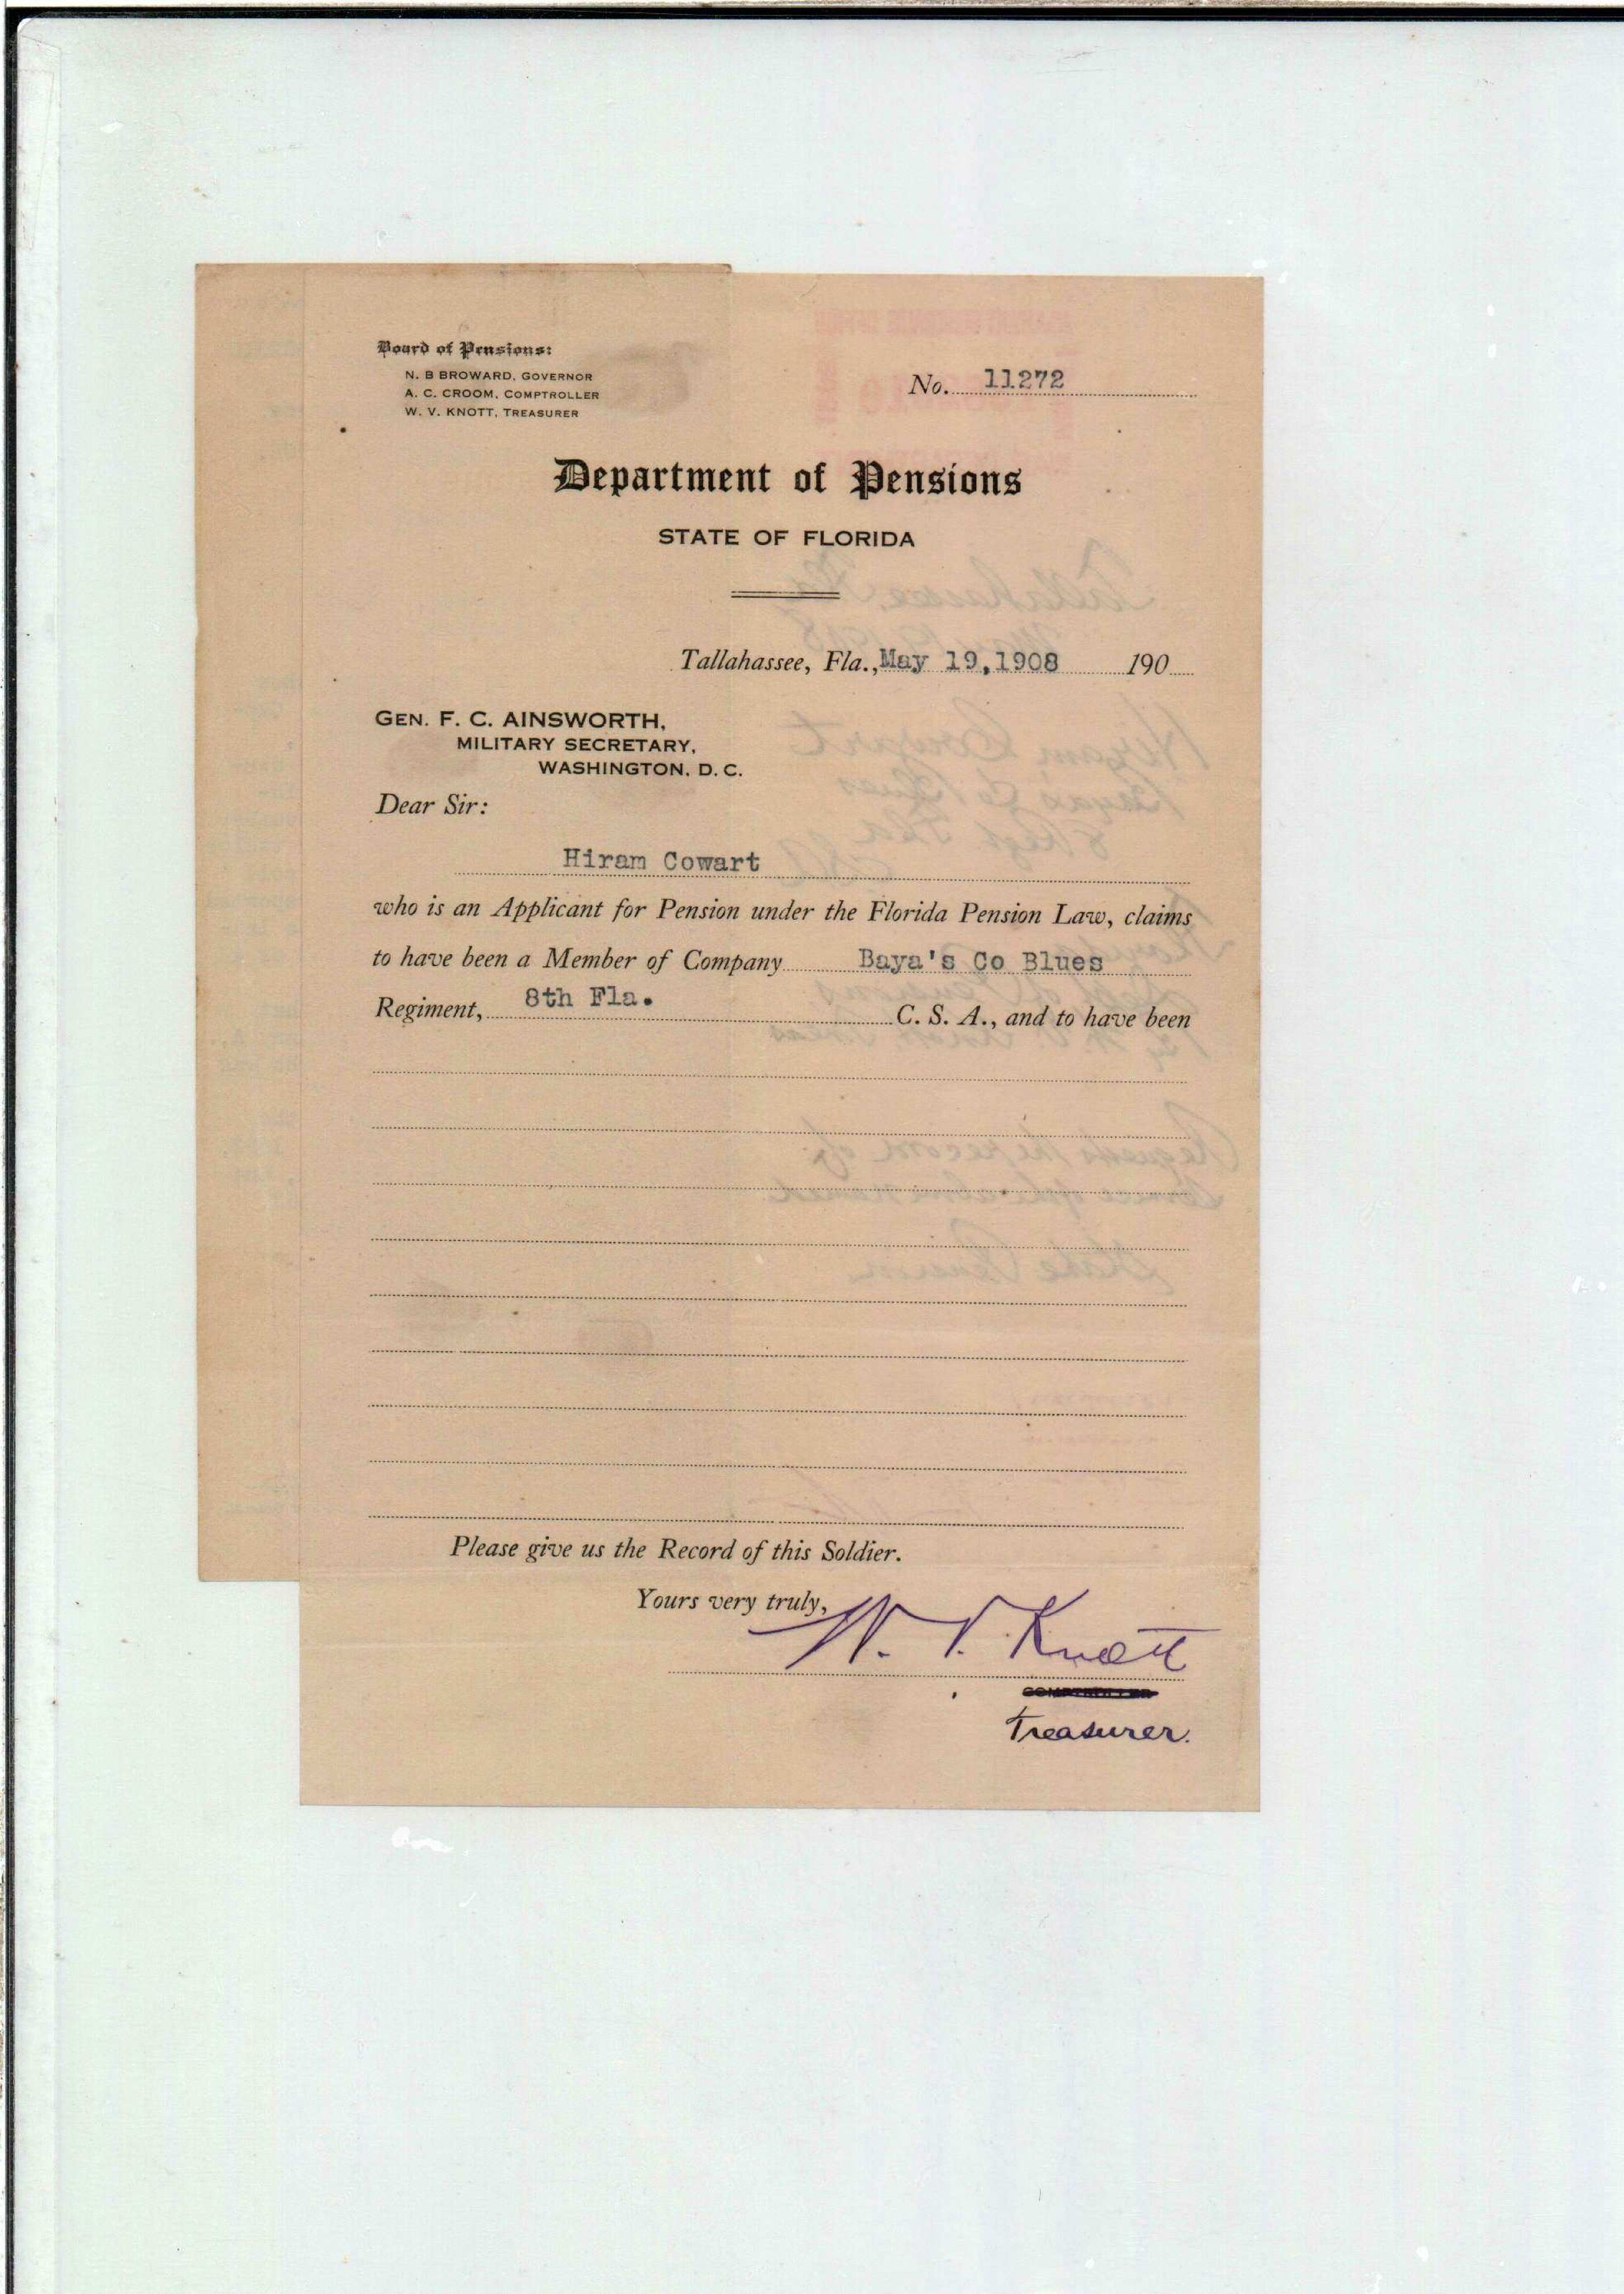 Board of Pensions:
N. B BROWARD, GOVERNOR
A. C. CROOM, COMPTROLLER
W. V. KNOTT, TREASURER
No. 11272
Department of Pensions
STATE OF FLORIDA
Tallahassee, Fla., May 19,1908 190
GEN. F. C. AINSWORTH,
MILITARY SECRETARY,
WASHINGTON, D. C.
Dear Sir:
Hiram Cowart
who is an Applicant for Pension under the Florida Pension Law, claims
to have been a Member of Company Baya's Co Blues
Regiment, 8th Fla. C. S. A., and to have been
Please give us the Record of this Soldier.
Yours very truly,
W. V. Knott
COMPTROLLER
Treasurer.